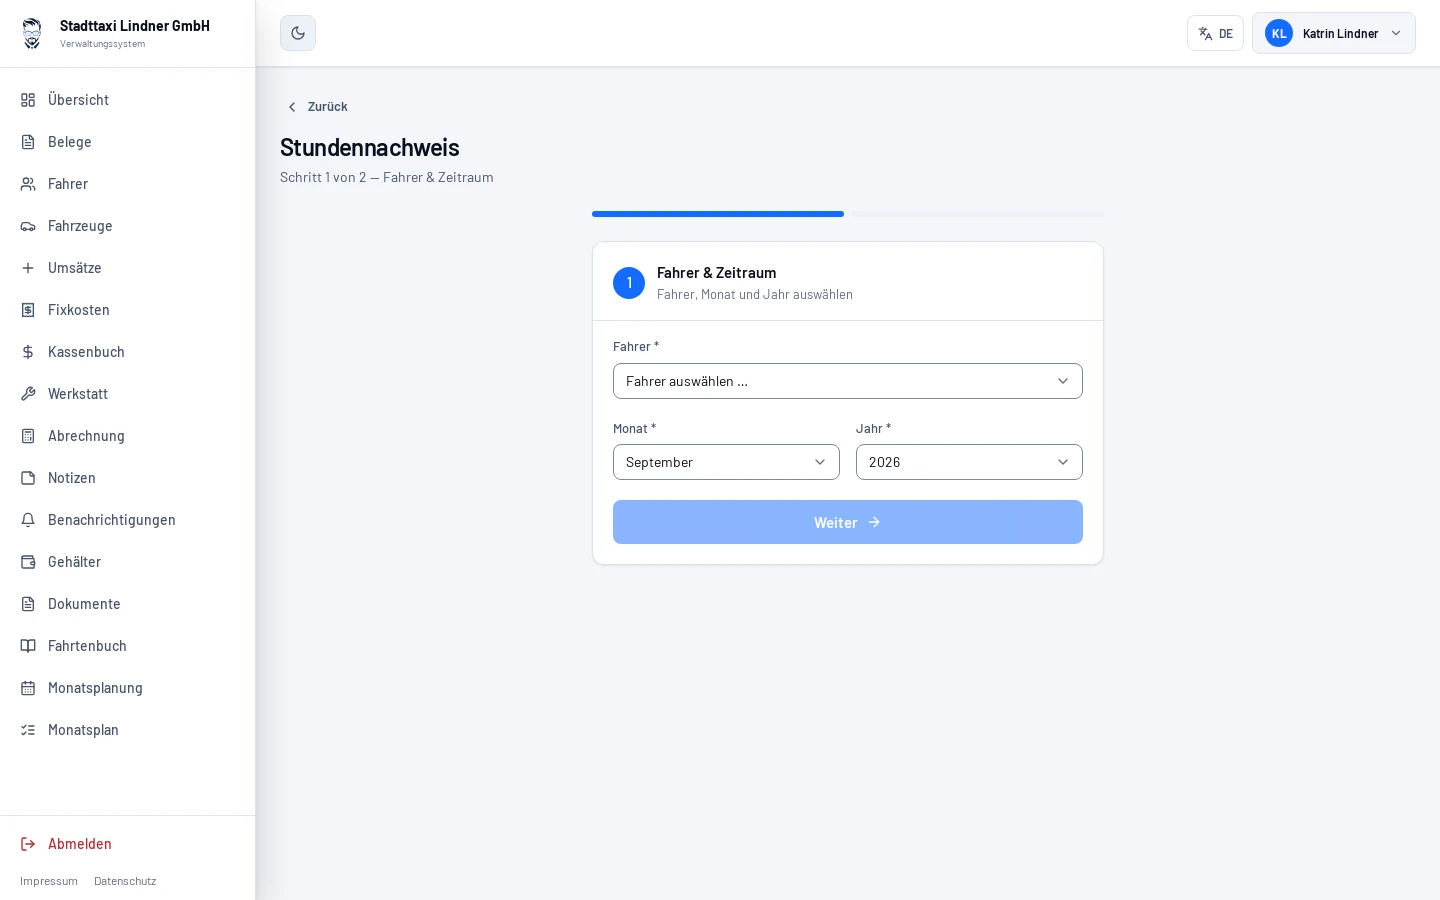 Stadttaxi Lindner GmbH
Verwaltungssystem
Übersicht
Belege
Fahrer
Fahrzeuge
Umsätze
Fixkosten
Kassenbuch
Werkstatt
Abrechnung
Notizen
Benachrichtigungen
Gehälter
Dokumente
Fahrtenbuch
Monatsplanung
Monatsplan
Abmelden
Impressum Datenschutz
DE
KL Katrin Lindner
Zurück
Stundennachweis
Schritt 1 von 2 — Fahrer & Zeitraum
1
Fahrer & Zeitraum
Fahrer, Monat und Jahr auswählen
Fahrer *
Fahrer auswählen ...
Monat * Jahr *
September 2026
Weiter